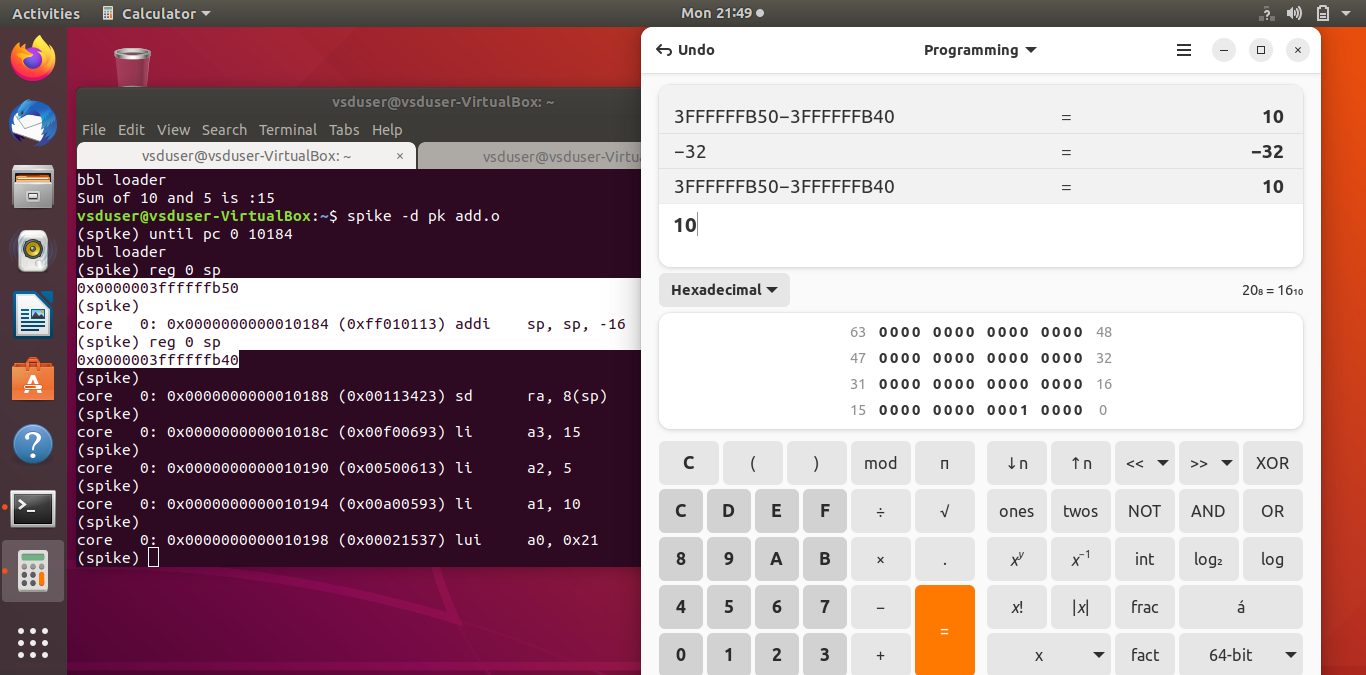 Activities
Calculator
Mon 21:49
vsduser@vsduser-VirtualBox: ~
File Edit View Search Terminal Tabs Help
vsduser@vsduser-VirtualBox: ~ ×
vsduser@vsduser-Virtu
bbl loader
Sum of 10 and 5 is :15
vsduser@vsduser-VirtualBox:~$ spike -d pk add.o
(spike) until pc 0 10184
bbl loader
(spike) reg 0 sp
0x0000003ffffffb50
(spike)
core   0: 0x0000000000010184 (0xff010113) addi    sp, sp, -16
(spike) reg 0 sp
0x0000003ffffffb40
(spike)
core   0: 0x0000000000010188 (0x00113423) sd      ra, 8(sp)
(spike)
core   0: 0x000000000001018c (0x00f00693) li      a3, 15
(spike)
core   0: 0x0000000000010190 (0x00500613) li      a2, 5
(spike)
core   0: 0x0000000000010194 (0x00a00593) li      a1, 10
(spike)
core   0: 0x0000000000010198 (0x00021537) lui     a0, 0x21
(spike)
Undo
Programming
3FFFFFFB50−3FFFFFFB40 = 10
−32 = −32
3FFFFFFB50−3FFFFFFB40 = 10
10
Hexadecimal
20₈ = 16₁₀
63 0000 0000 0000 0000 48
47 0000 0000 0000 0000 32
31 0000 0000 0000 0000 16
15 0000 0000 0001 0000 0
C ( ) mod π ↓n ↑n << >> XOR
C D E F ÷ √ ones twos NOT AND OR
8 9 A B × . xʸ x⁻¹ int log₂ log
4 5 6 7 − = x! |x| frac á
0 1 2 3 + x fact 64-bit